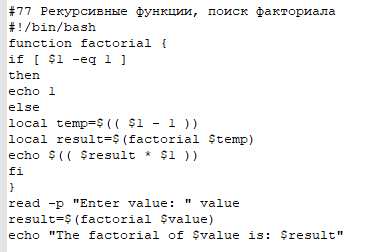 #77 Рекурсивные функции, поиск факториала
#!/bin/bash
function factorial {
if [ $1 -eq 1 ]
then
echo 1
else
local temp=$(( $1 - 1 ))
local result=$(factorial $temp)
echo $(( $result * $1 ))
fi
}
read -p "Enter value: " value
result=$(factorial $value)
echo "The factorial of $value is: $result"